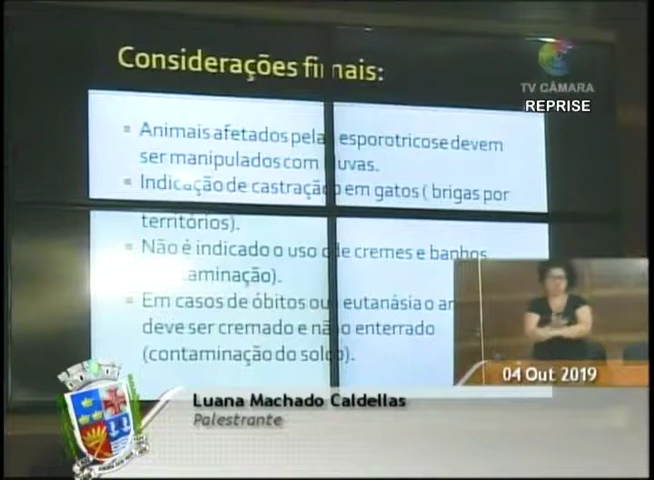 Considerações finais:
TV CÂMARA
REPRISE
Animais afetados pela esporotricose devem
ser manipulados com luvas.
Indicação de castração em gatos ( brigas por
territórios).
Não é indicado o uso de cremes e banhos
Em casos de óbitos ou eutanásia o
deve ser cremado e não enterrado
(contaminação do solo).
04 Out 2019
Luana Machado Caldellas
Palestrante